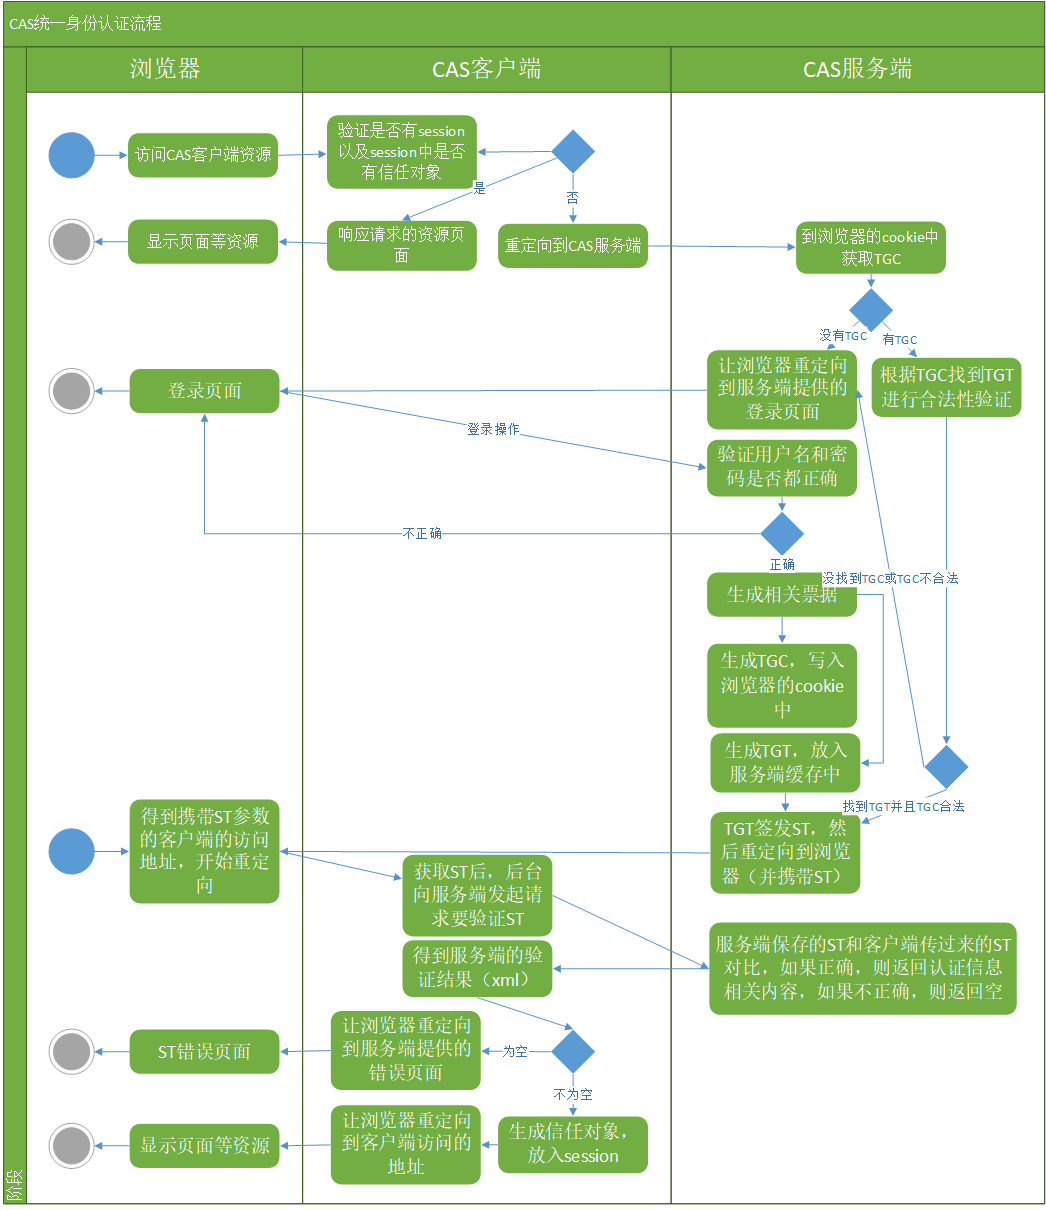 CAS统一身份认证流程
浏览器
CAS客户端
CAS服务端
访问CAS客户端资源
验证是否有session
以及session中是否
有信任对象
是
否
显示页面等资源
响应请求的资源页
面
重定向到CAS服务端
到浏览器的cookie中
获取TGC
没有TGC
有TGC
登录页面
让浏览器重定向
到服务端提供的
登录页面
根据TGC找到TGT
进行合法性验证
登录操作
验证用户名和密
码是否都正确
不正确
正确
没找到TGC或TGC不合法
生成相关票据
生成TGC，写入
浏览器的cookie
中
生成TGT，放入
服务端缓存中
找到TGT并且TGC合法
得到携带ST参数
的客户端的访问
地址，开始重定
向
TGT签发ST，然
后重定向到浏览
器（并携带ST）
获取ST后，后台
向服务端发起请
求要验证ST
得到服务端的验
证结果（xml）
服务端保存的ST和客户端传过来的ST
对比，如果正确，则返回认证信息
相关内容，如果不正确，则返回空
ST错误页面
让浏览器重定向
到服务端提供的
错误页面
为空
不为空
显示页面等资源
让浏览器重定向
到客户端访问的
地址
生成信任对象，
放入session
阶段